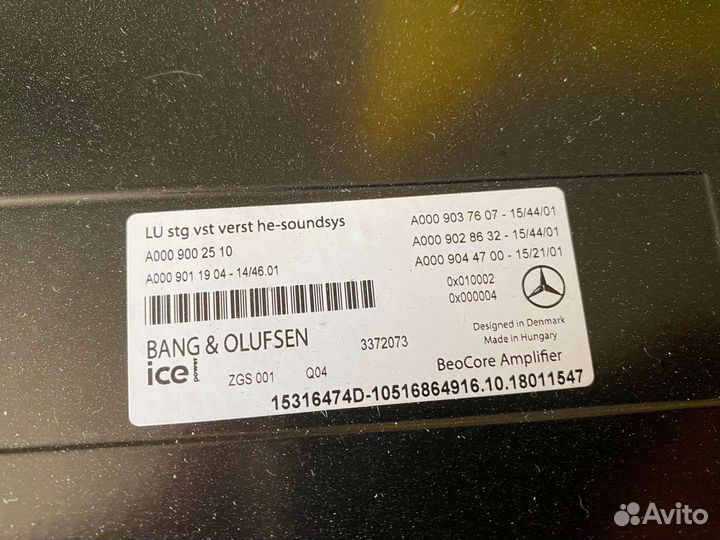 LU stg vst verst he-soundsys
A000 900 25 10
A000 901 19 04 - 14/46.01
A000 903 76 07 - 15/44/01
A000 902 86 32 - 15/44/01
A000 904 47 00 - 15/21/01
0x010002
0x000004
BANG & OLUFSEN
3372073
Designed in Denmark
Made in Hungary
ice power
ZGS 001 Q04
BeoCore Amplifier
15316474D-10516864916.10.18011547
Avito